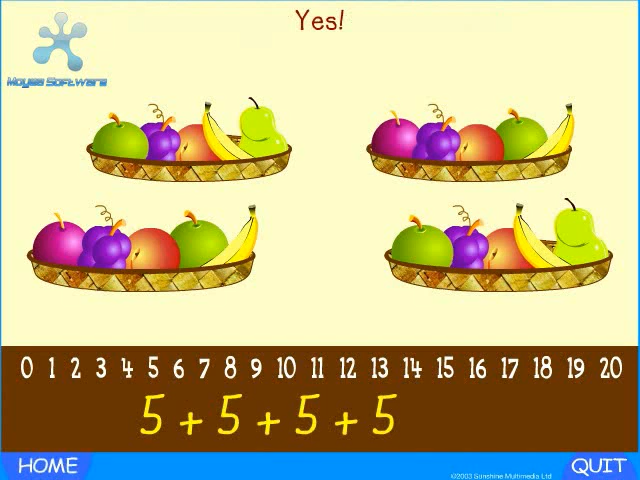 Yes!
Moyea Software
0 1 2 3 4 5 6 7 8 9 10 11 12 13 14 15 16 17 18 19 20
5 + 5 + 5 + 5
HOME
©2003 Sunshine Multimedia Ltd
QUIT